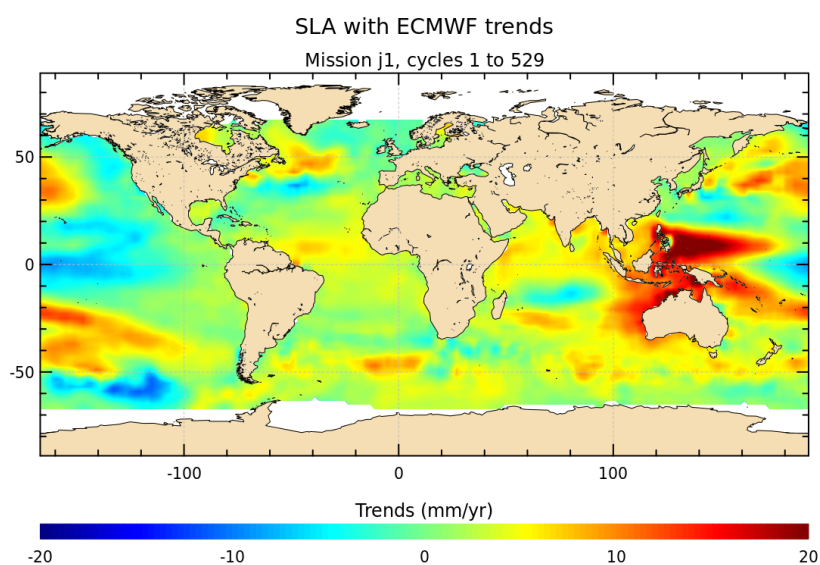 SLA with ECMWF trends
Mission j1, cycles 1 to 529
50
0
-50
-100 0 100
Trends (mm/yr)
-20 -10 0 10 20